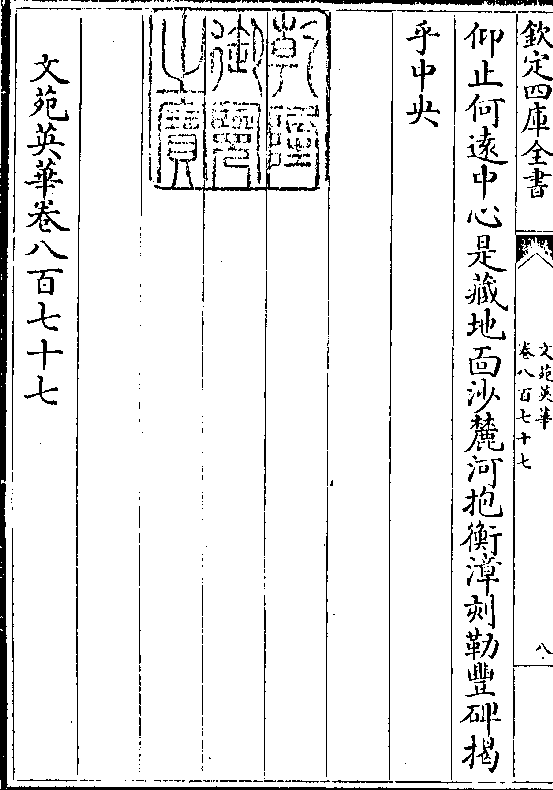 欽定四庫全書
文苑英華
卷八百七十七
八
仰止何遠中心是藏地面沙麓河抱衡漳刻勒豐碑揭
乎中央
乾隆
御覽
之寶
文苑英華卷八百七十七